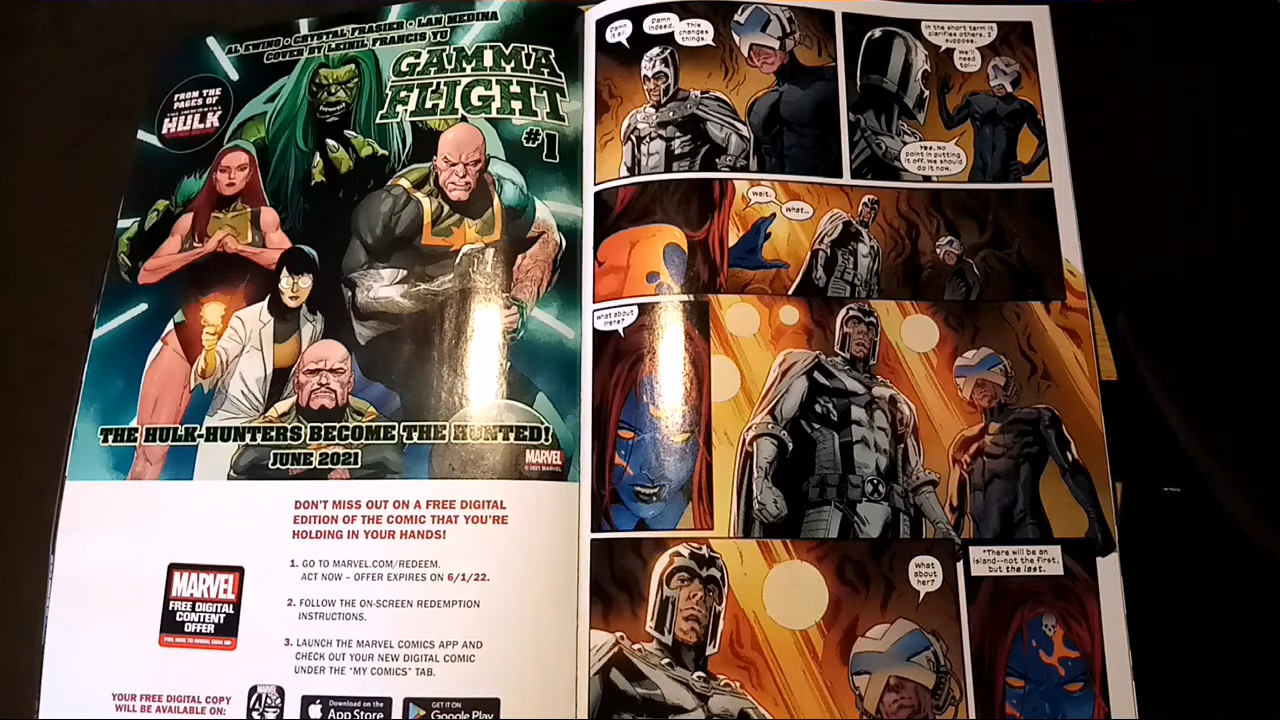 AL EWING • CRYSTAL FRASIER • LAN MEDINA
COVER BY LEINIL FRANCIS YU
GAMMA
FLIGHT
#1
FROM THE
PAGES OF
THE IMMORTAL
HULK
THE HULK-HUNTERS BECOME THE HUNTED!
JUNE 2021
MARVEL
© 2021 MARVEL
DON'T MISS OUT ON A FREE DIGITAL
EDITION OF THE COMIC THAT YOU'RE
HOLDING IN YOUR HANDS!
1. GO TO MARVEL.COM/REDEEM.
ACT NOW – OFFER EXPIRES ON 6/1/22.
2. FOLLOW THE ON-SCREEN REDEMPTION
INSTRUCTIONS.
3. LAUNCH THE MARVEL COMICS APP AND
CHECK OUT YOUR NEW DIGITAL COMIC
UNDER THE "MY COMICS" TAB.
MARVEL
FREE DIGITAL
CONTENT
OFFER
YOUR FREE DIGITAL COPY
WILL BE AVAILABLE ON:
MARVEL
Download on the
App Store
GET IT ON
Google Play
Damn
it all.
Damn
indeed.
This
changes
things.
In the short term it
clarifies others, I
suppose.
We'll
need
to!--
Yes. No
point in putting
it off. We should
do it now.
Wait.
What...
What about
Irene?
What
about
her?
"There will be an
island--not the first,
but the last.